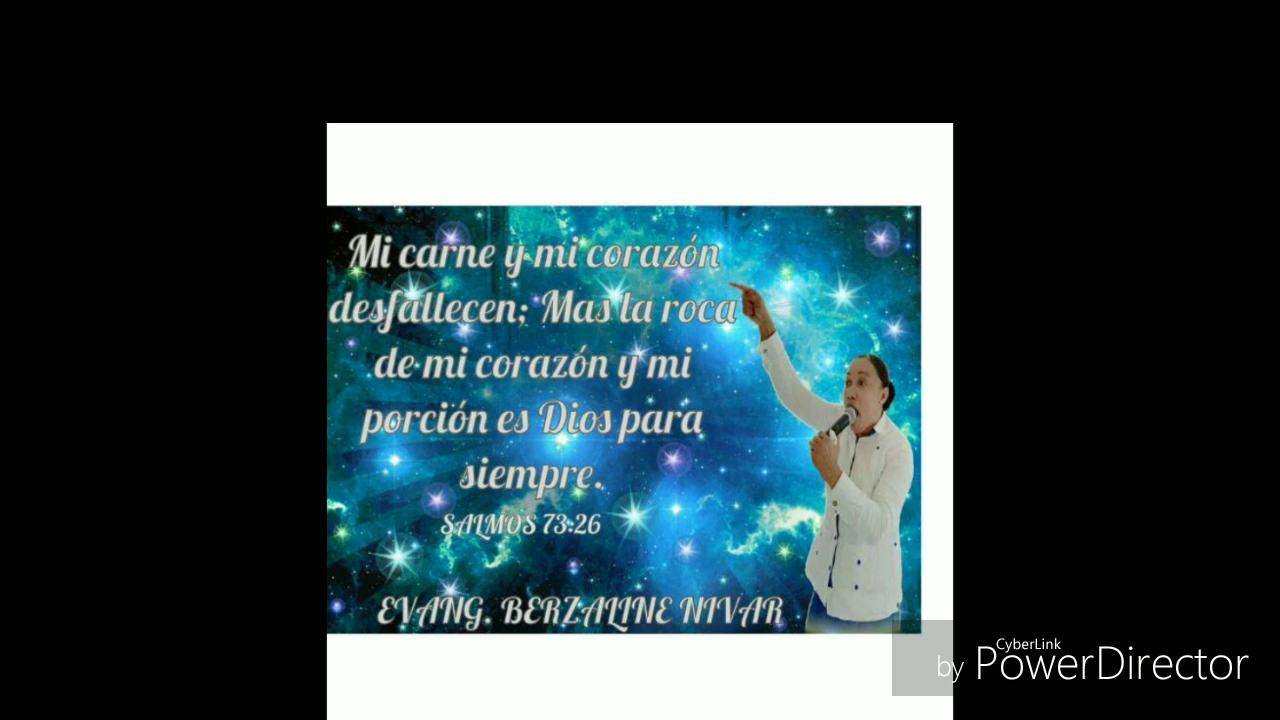 Mi carne y mi corazón
desfallecen; Mas la roca
de mi corazón y mi
porción es Dios para
siempre.
SALMOS 73:26
EVANG. BERZALINE NIVAR
CyberLink
by PowerDirector